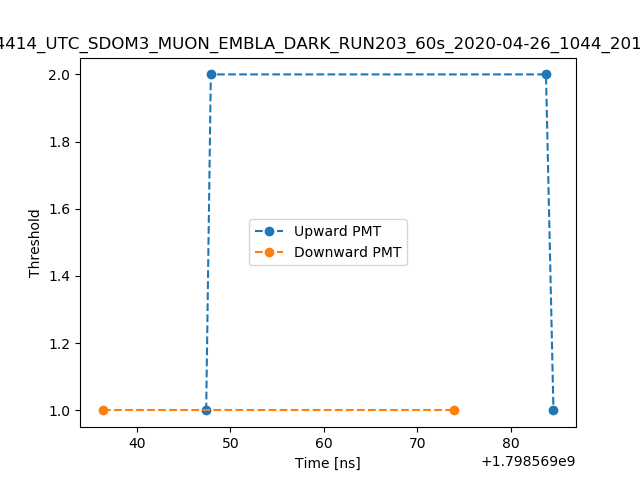 4414_UTC_SDOM3_MUON_EMBLA_DARK_RUN203_60s_2020-04-26_1044_201
2.0
1.8
1.6
1.4
1.2
1.0
Threshold
Upward PMT
Downward PMT
40 50 60 70 80
Time [ns]
+1.798569e9